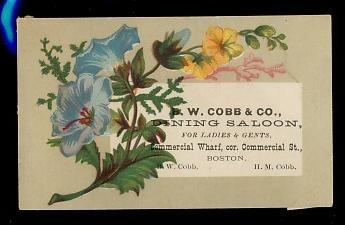 B. W. COBB & CO.,
DINING SALOON,
FOR LADIES & GENTS,
Commercial Wharf, cor. Commercial St.,
BOSTON.
B. W. Cobb. H. M. Cobb.